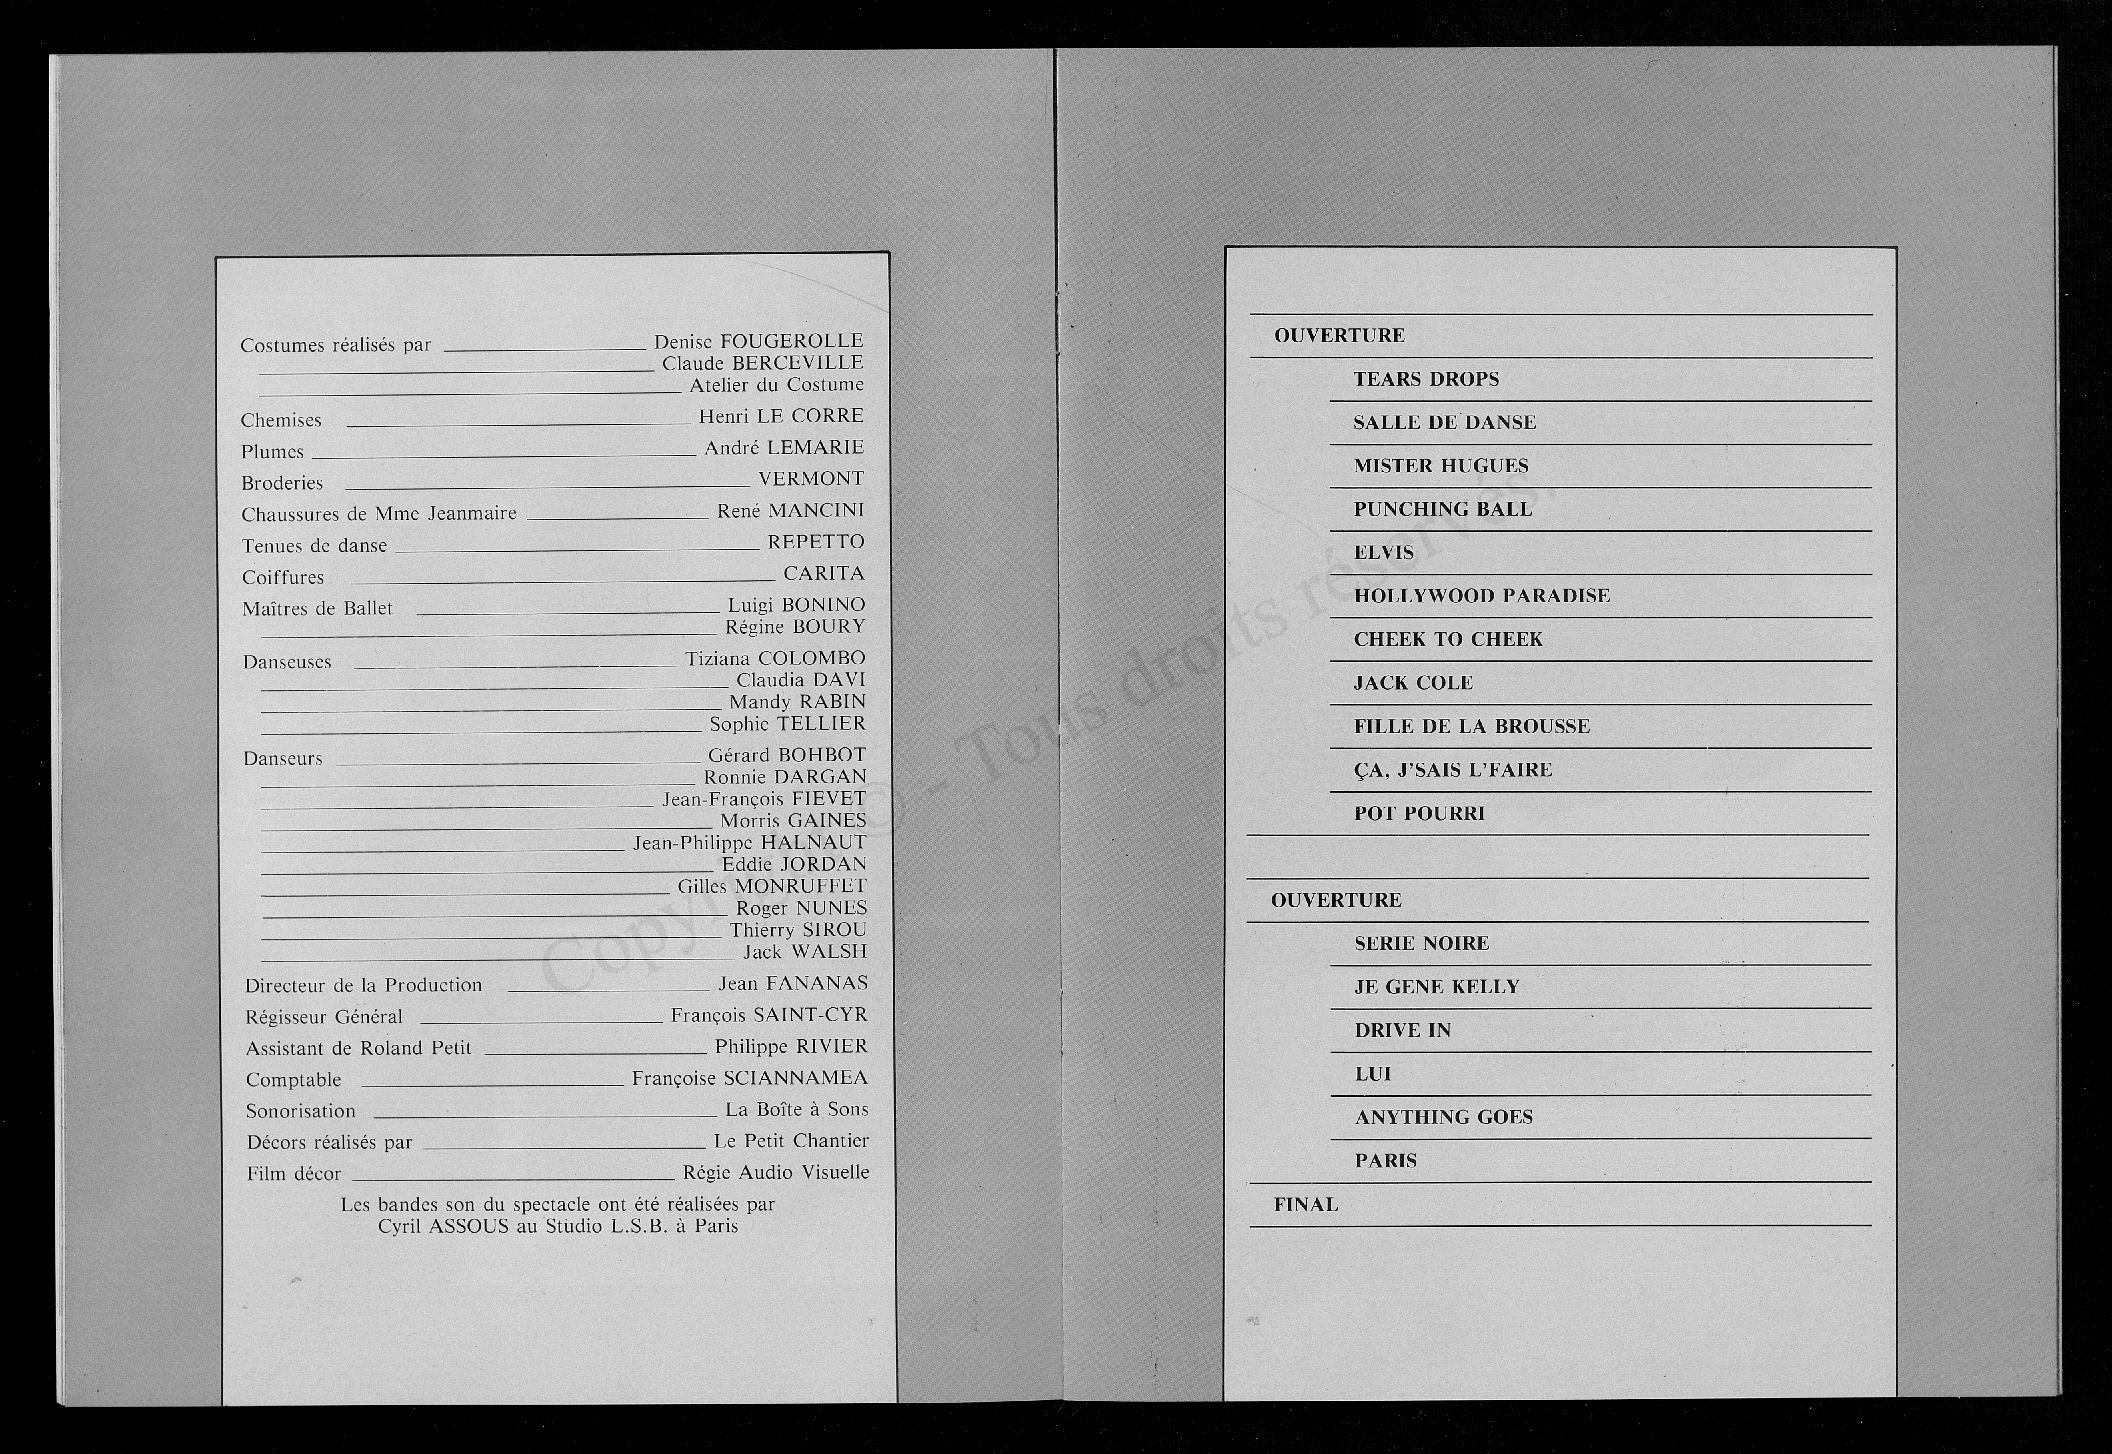 Costumes réalisés par Denise FOUGEROLLE
Claude BERCEVILLE
Atelier du Costume
Chemises Henri LE CORRE
Plumes André LEMARIE
Broderies VERMONT
Chaussures de Mme Jeanmaire René MANCINI
Tenues de danse REPETTO
Coiffures CARITA
Maîtres de Ballet Luigi BONINO
Régine BOURY
Danseuses Tiziana COLOMBO
Claudia DAVI
Mandy RABIN
Sophie TELLIER
Danseurs Gérard BOHBOT
Ronnie DARGAN
Jean-François FIEVET
Morris GAINES
Jean-Philippe HALNAUT
Eddie JORDAN
Gilles MONRUFFET
Roger NUNES
Thierry SIROU
Jack WALSH
Directeur de la Production Jean FANANAS
Régisseur Général François SAINT-CYR
Assistant de Roland Petit Philippe RIVIER
Comptable Françoise SCIANNAMEA
Sonorisation La Boîte à Sons
Décors réalisés par Le Petit Chantier
Film décor Régie Audio Visuelle
Les bandes son du spectacle ont été réalisées par
Cyril ASSOUS au Studio L.S.B. à Paris
OUVERTURE
TEARS DROPS
SALLE DE DANSE
MISTER HUGUES
PUNCHING BALL
ELVIS
HOLLYWOOD PARADISE
CHEEK TO CHEEK
JACK COLE
FILLE DE LA BROUSSE
ÇA, J'SAIS L'FAIRE
POT POURRI
OUVERTURE
SERIE NOIRE
JE GENE KELLY
DRIVE IN
LUI
ANYTHING GOES
PARIS
FINAL
© - Tous droits réservés.